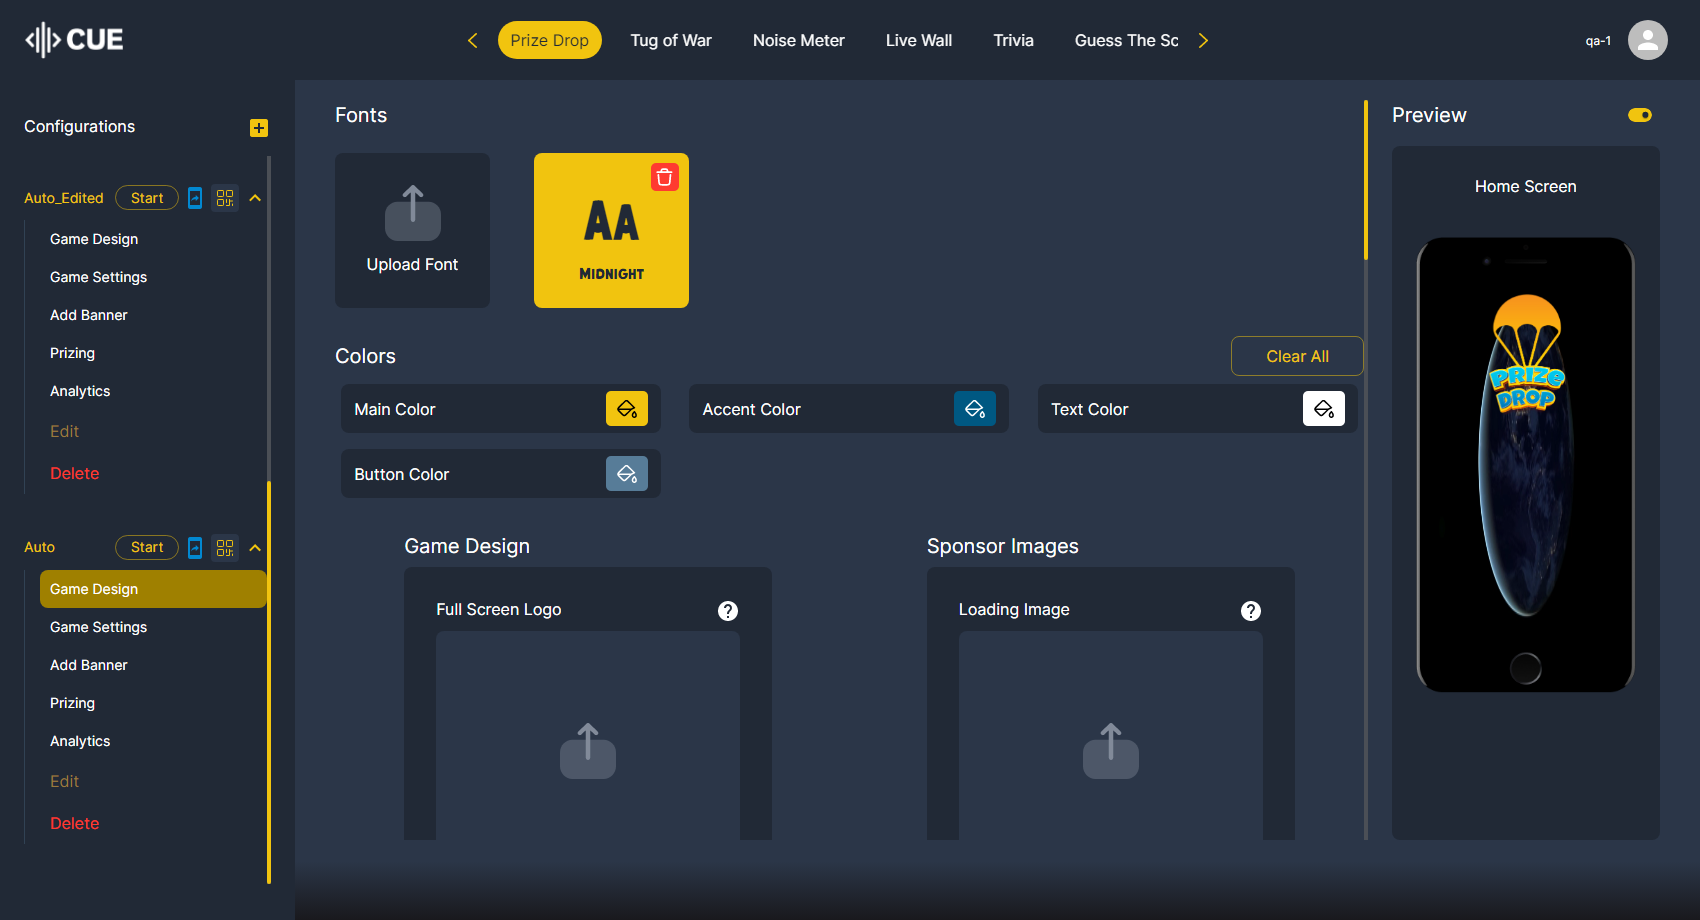 CUE
Prize Drop
Tug of War
Noise Meter
Live Wall
Trivia
Guess The Sc
qa-1
Configurations
Auto_Edited
Start
Game Design
Game Settings
Add Banner
Prizing
Analytics
Edit
Delete
Auto
Start
Game Design
Game Settings
Add Banner
Prizing
Analytics
Edit
Delete
Fonts
Upload Font
AA
MIDNIGHT
Colors
Clear All
Main Color
Accent Color
Text Color
Button Color
Game Design
Full Screen Logo
?
Sponsor Images
Loading Image
?
Preview
Home Screen
PRIZE
DROP